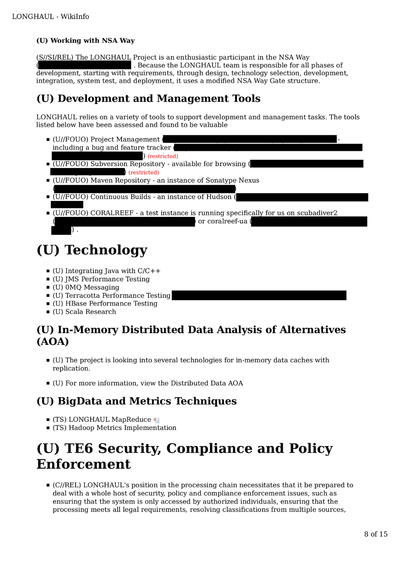 LONGHAUL - WikiInfo
(U) Working with NSA Way
(S//SI/REL) The LONGHAUL Project is an enthusiastic participant in the NSA Way
( . Because the LONGHAUL team is responsible for all phases of
development, starting with requirements, through design, technology selection, development,
integration, system test, and deployment, it uses a modified NSA Way Gate structure.
(U) Development and Management Tools
LONGHAUL relies on a variety of tools to support development and management tasks. The tools
listed below have been assessed and found to be valuable
▪ (U//FOUO) Project Management ( -
including a bug and feature tracker (
) (restricted)
▪ (U//FOUO) Subversion Repository - available for browsing (
) (restricted)
▪ (U//FOUO) Maven Repository - an instance of Sonatype Nexus
( )
▪ (U//FOUO) Continuous Builds - an instance of Hudson (
▪ (U//FOUO) CORALREEF - a test instance is running specifically for us on scubadiver2
( ) or coralreef-ua (
) .
(U) Technology
▪ (U) Integrating Java with C/C++
▪ (U) JMS Performance Testing
▪ (U) 0MQ Messaging
▪ (U) Terracotta Performance Testing
▪ (U) HBase Performance Testing
▪ (U) Scala Research
(U) In-Memory Distributed Data Analysis of Alternatives
(AOA)
▪ (U) The project is looking into several technologies for in-memory data caches with
replication.
▪ (U) For more information, view the Distributed Data AOA
(U) BigData and Metrics Techniques
▪ (TS) LONGHAUL MapReduce
▪ (TS) Hadoop Metrics Implementation
(U) TE6 Security, Compliance and Policy
Enforcement
▪ (C//REL) LONGHAUL's position in the processing chain necessitates that it be prepared to
deal with a whole host of security, policy and compliance enforcement issues, such as
ensuring that the system is only accessed by authorized individuals, ensuring that the
processing meets all legal requirements, resolving classifications from multiple sources,
8 of 15